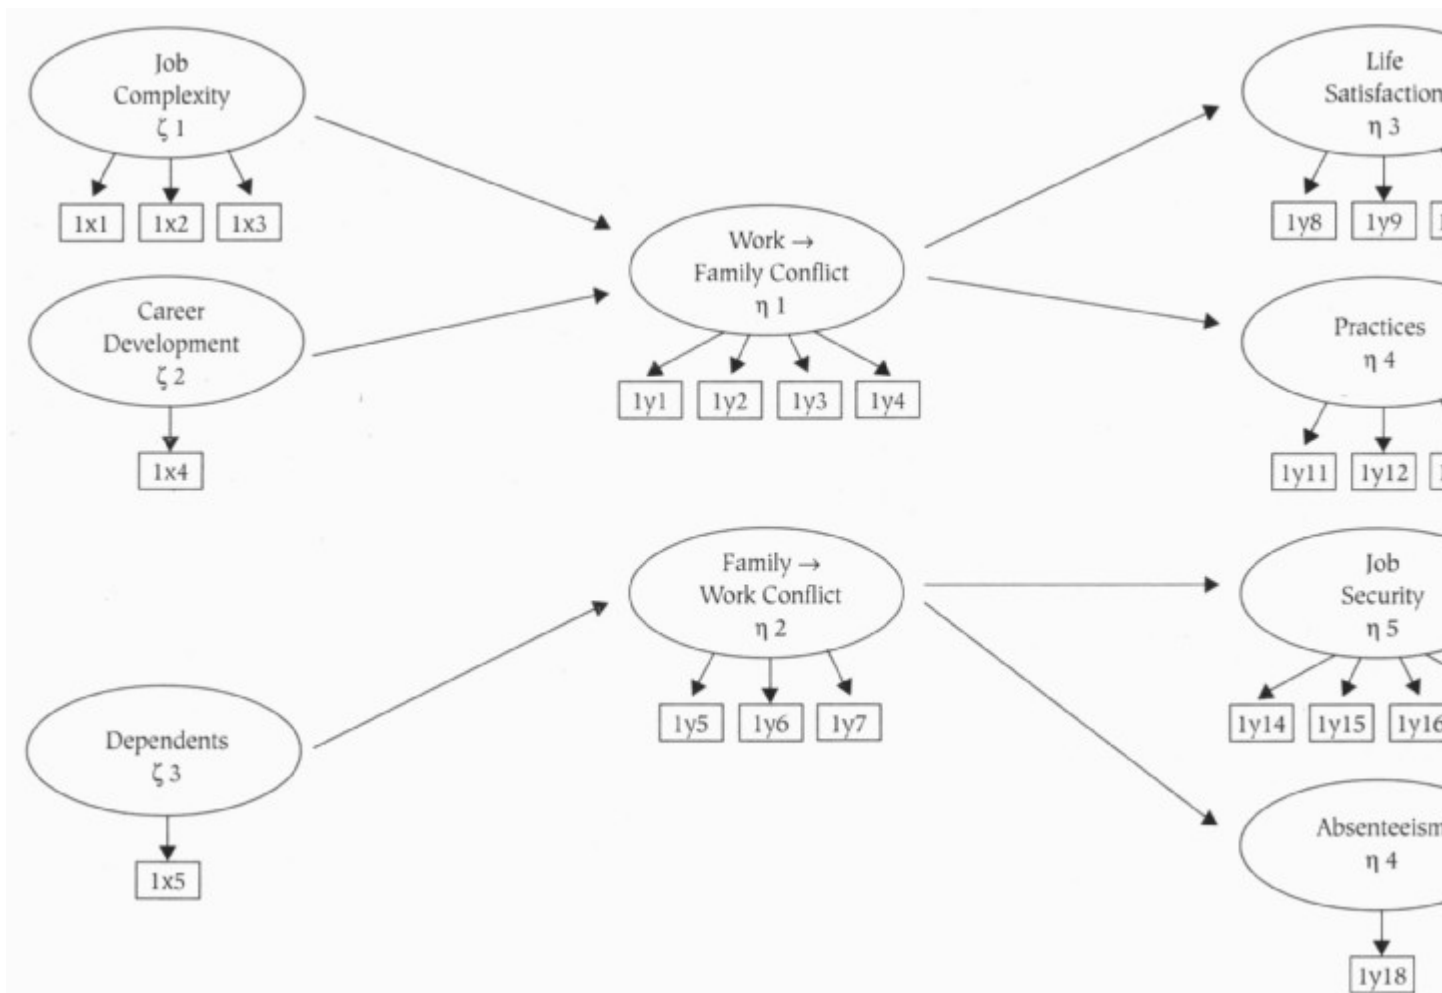 Job
Complexity
ζ 1
1x1
1x2
1x3
Career
Development
ζ 2
1x4
Dependents
ζ 3
1x5
Work →
Family Conflict
η 1
1y1
1y2
1y3
1y4
Family →
Work Conflict
η 2
1y5
1y6
1y7
Life
Satisfaction
η 3
1y8
1y9
Practices
η 4
1y11
1y12
Job
Security
η 5
1y14
1y15
1y16
Absenteeism
η 4
1y18